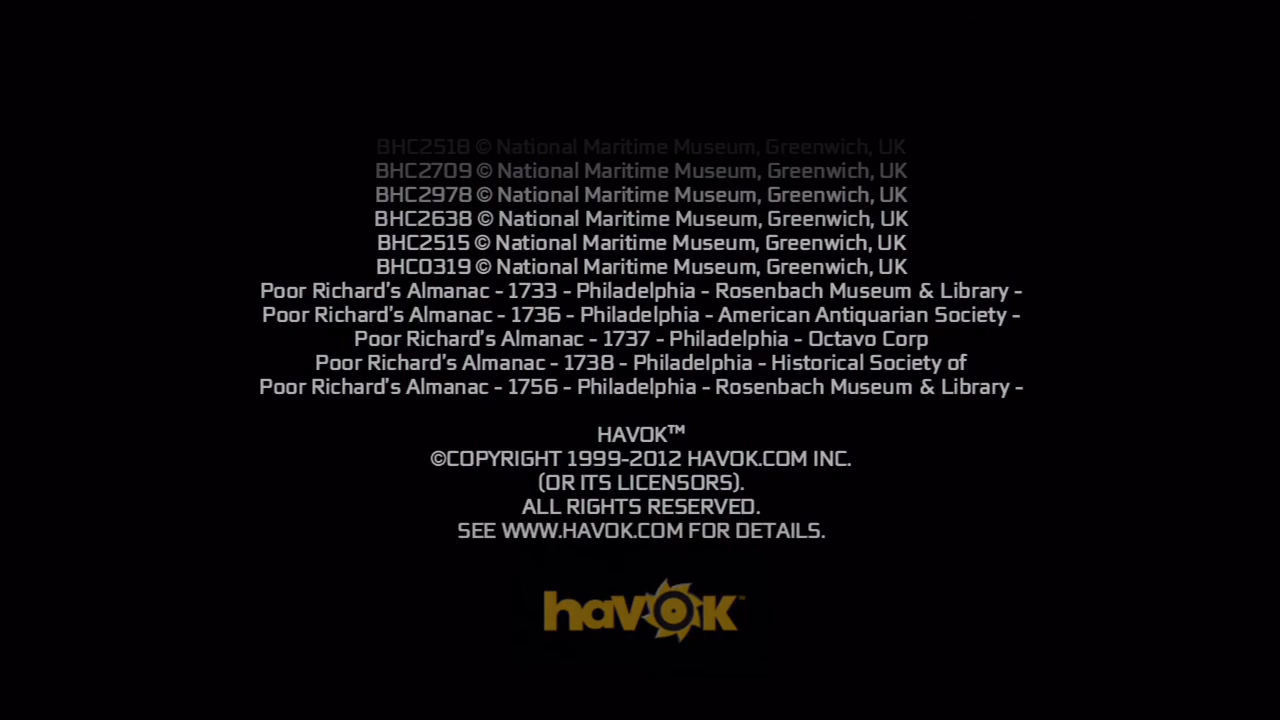 BHC2518 © National Maritime Museum, Greenwich, UK
BHC2709 © National Maritime Museum, Greenwich, UK
BHC2978 © National Maritime Museum, Greenwich, UK
BHC2638 © National Maritime Museum, Greenwich, UK
BHC2515 © National Maritime Museum, Greenwich, UK
BHC0319 © National Maritime Museum, Greenwich, UK
Poor Richard's Almanac - 1733 - Philadelphia - Rosenbach Museum & Library -
Poor Richard's Almanac - 1736 - Philadelphia - American Antiquarian Society -
Poor Richard's Almanac - 1737 - Philadelphia - Octavo Corp
Poor Richard's Almanac - 1738 - Philadelphia - Historical Society of
Poor Richard's Almanac - 1756 - Philadelphia - Rosenbach Museum & Library -
HAVOK™
©COPYRIGHT 1999-2012 HAVOK.COM INC.
(OR ITS LICENSORS).
ALL RIGHTS RESERVED.
SEE WWW.HAVOK.COM FOR DETAILS.
havok™